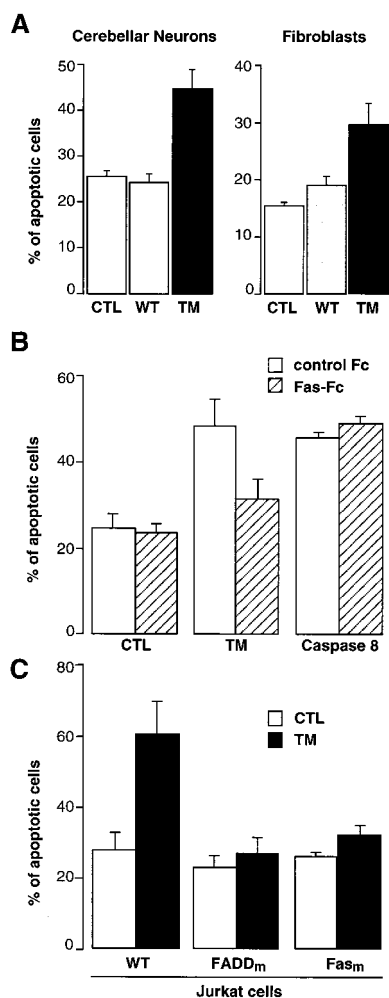 A
Cerebellar Neurons
Fibroblasts
% of apoptotic cells
50
40
30
20
10
0
CTL WT TM
40
30
20
10
0
CTL WT TM
B
control Fc
Fas-Fc
% of apoptotic cells
60
40
20
0
CTL TM Caspase 8
C
CTL
TM
% of apoptotic cells
80
60
40
20
0
WT FADDm Fasm
Jurkat cells